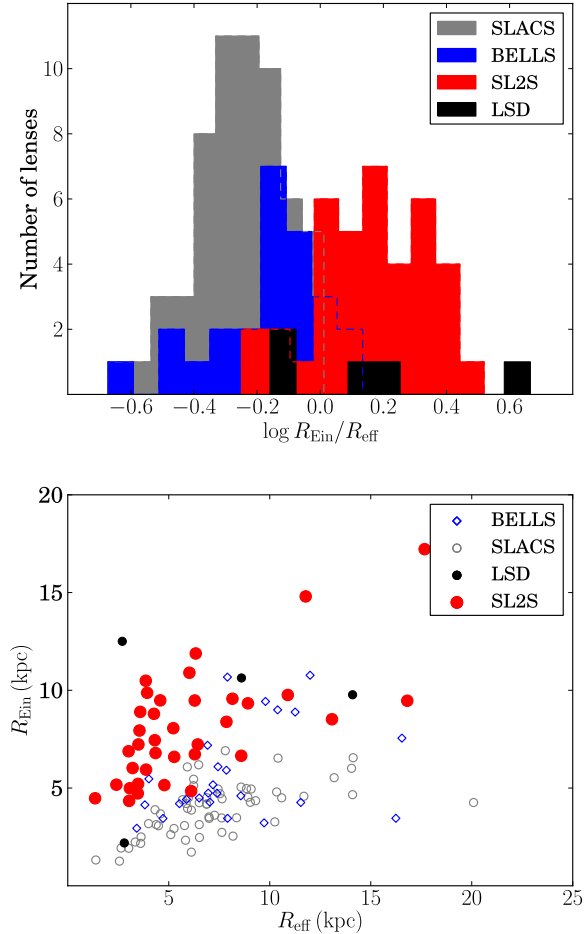 SLACS
BELLS
SL2S
LSD
10
8
6
4
2
Number of lenses
−0.6 −0.4 −0.2 0.0 0.2 0.4 0.6
log R_Ein/R_eff
BELLS
SLACS
LSD
SL2S
20
15
10
5
R_Ein (kpc)
5 10 15 20 25
R_eff (kpc)